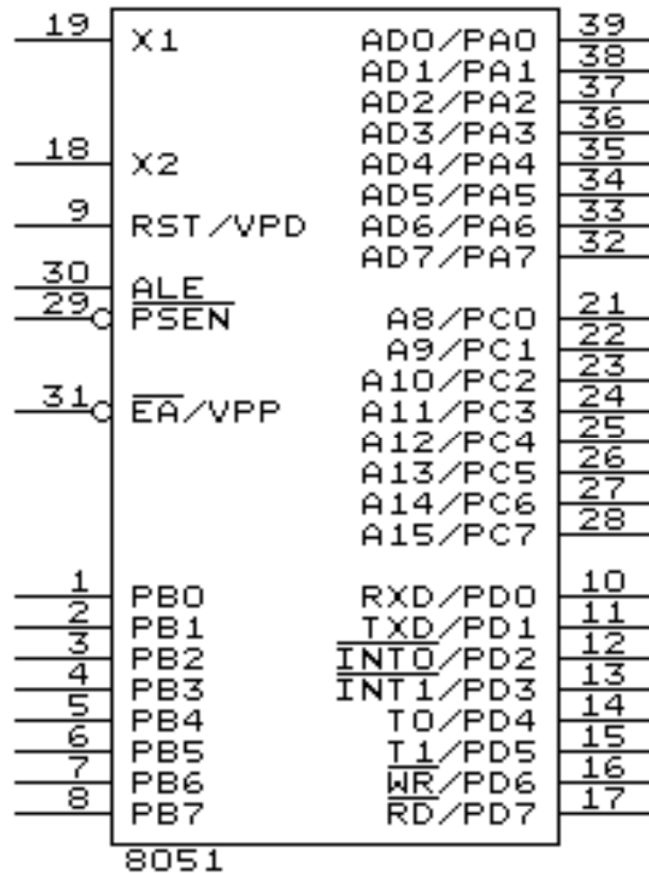 19 X1 AD0/PA0 39
AD1/PA1 38
AD2/PA2 37
AD3/PA3 36
18 X2 AD4/PA4 35
AD5/PA5 34
9 RST/VPD AD6/PA6 33
AD7/PA7 32
30 ALE
29 PSEN A8/PC0 21
A9/PC1 22
A10/PC2 23
31 EA/VPP A11/PC3 24
A12/PC4 25
A13/PC5 26
A14/PC6 27
A15/PC7 28
1 PB0 RXD/PD0 10
2 PB1 TXD/PD1 11
3 PB2 INT0/PD2 12
4 PB3 INT1/PD3 13
5 PB4 T0/PD4 14
6 PB5 T1/PD5 15
7 PB6 WR/PD6 16
8 PB7 RD/PD7 17
8051